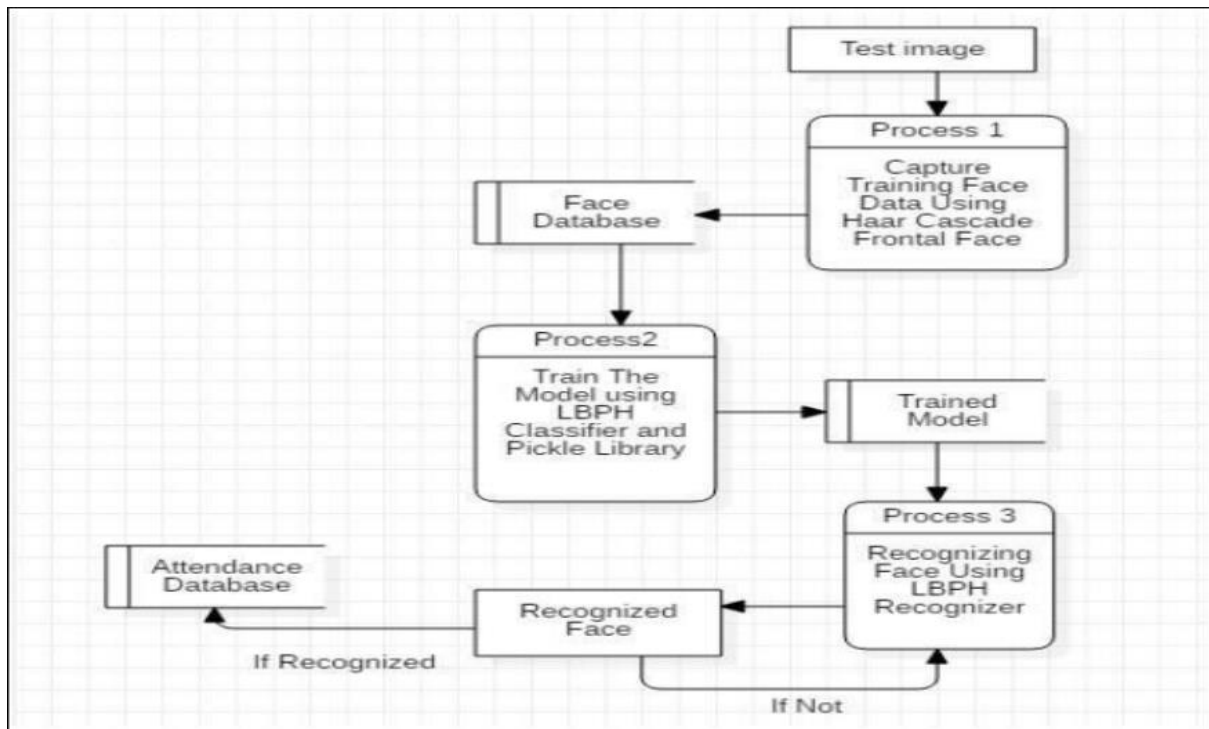 Test image
Process 1
Capture
Training Face
Data Using
Haar Cascade
Frontal Face
Face
Database
Process2
Train The
Model using
LBPH
Classifier and
Pickle Library
Trained
Model
Process 3
Recognizing
Face Using
LBPH
Recognizer
Recognized
Face
Attendance
Database
If Recognized
If Not